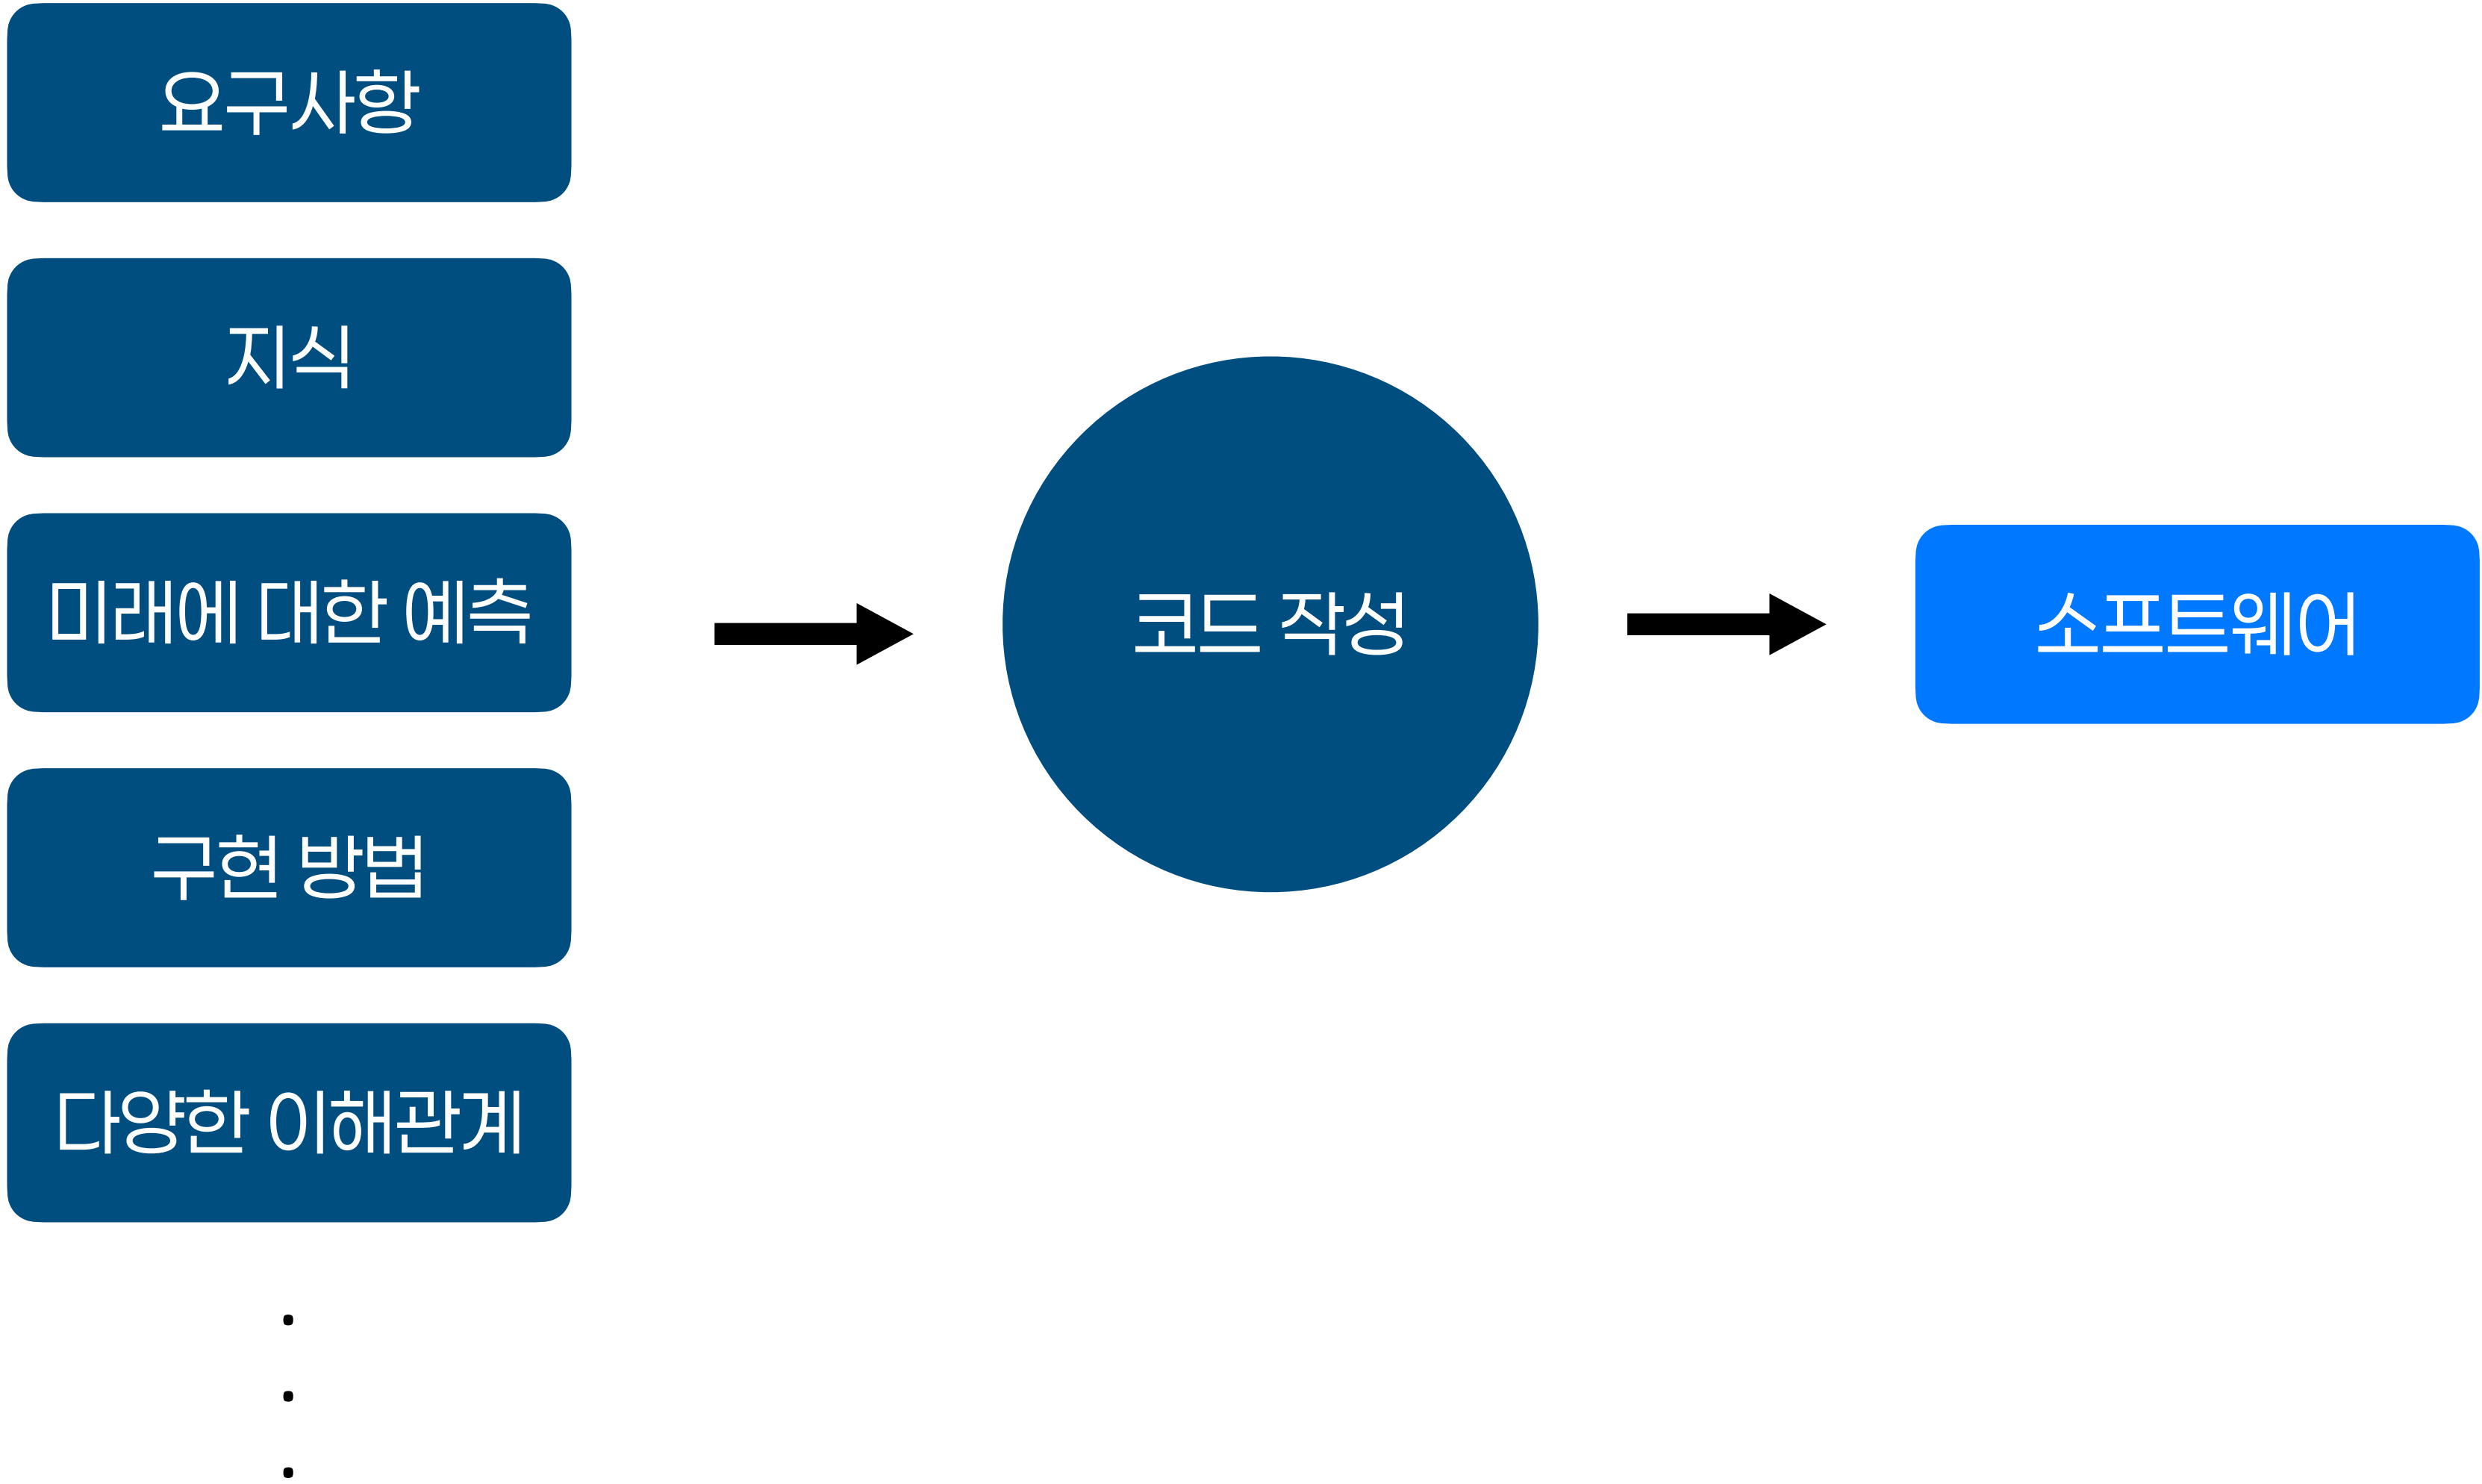 요구사항
지식
미래에 대한 예측
구현 방법
다양한 이해관계
코드 작성
소프트웨어